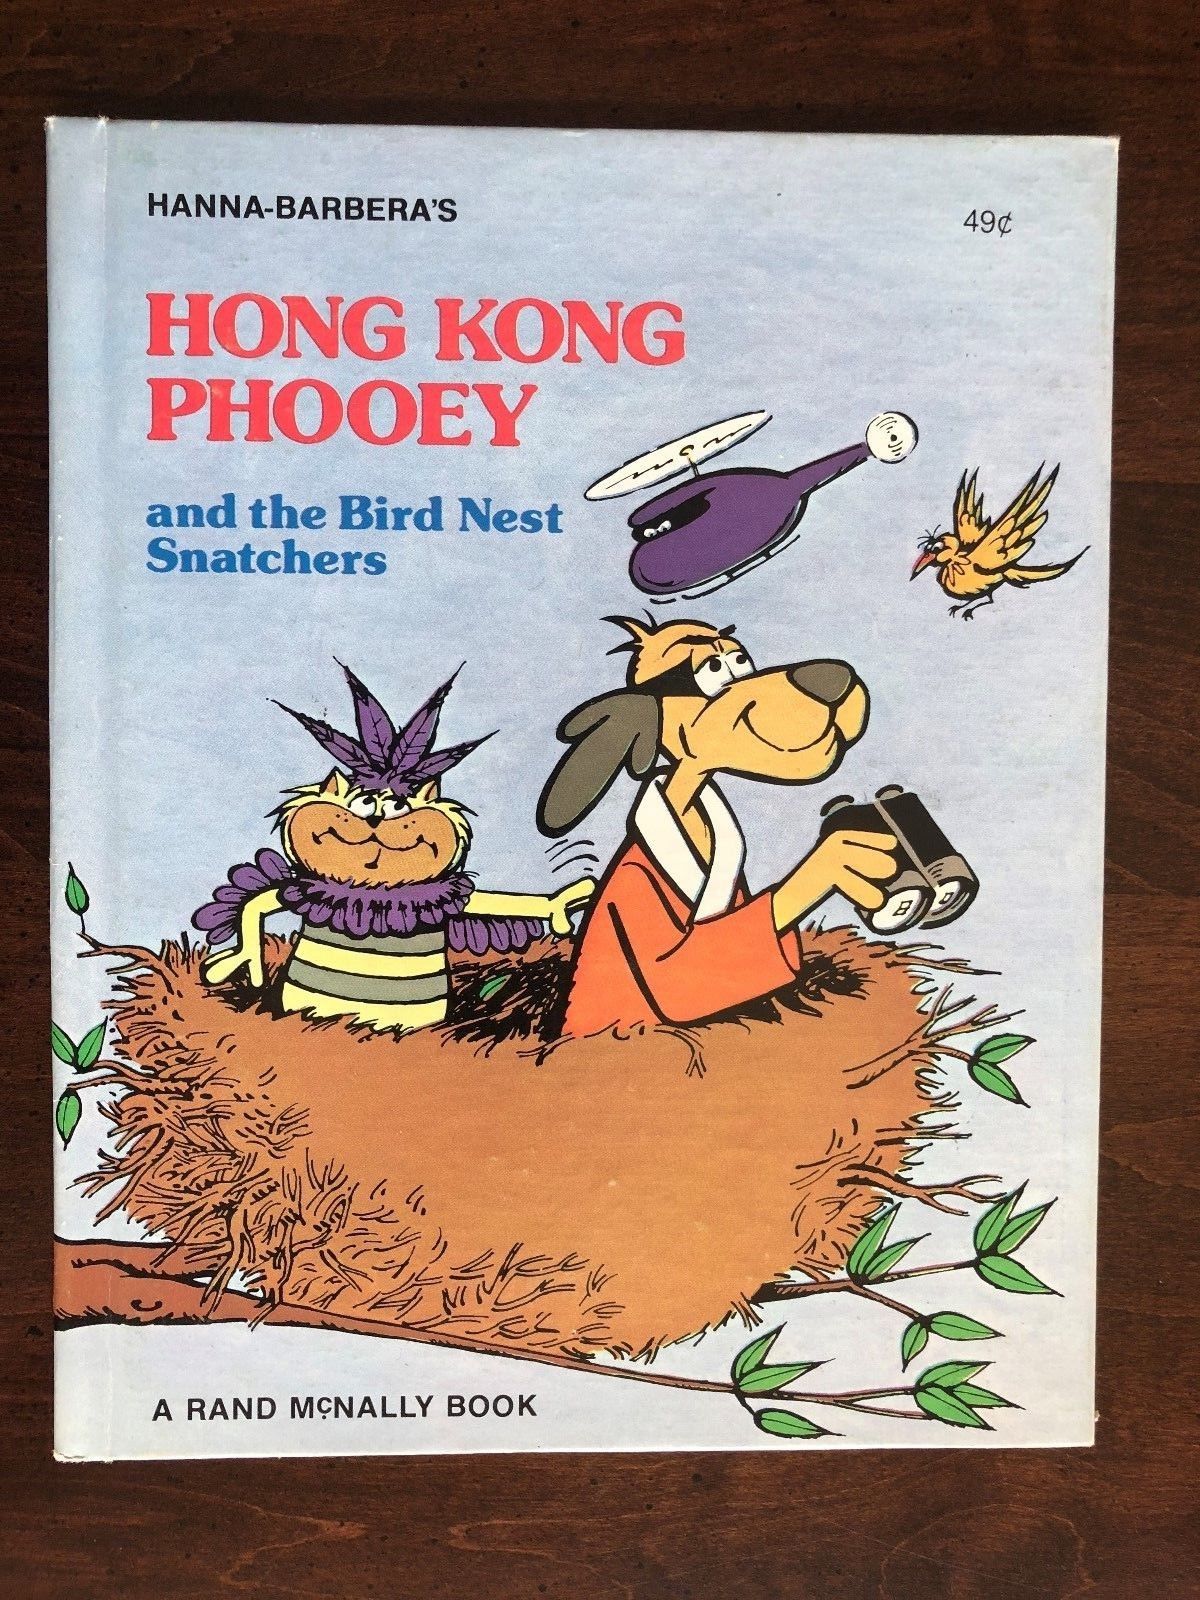 HANNA-BARBERA'S
49¢
HONG KONG
PHOOEY
and the Bird Nest
Snatchers
A RAND McNALLY BOOK